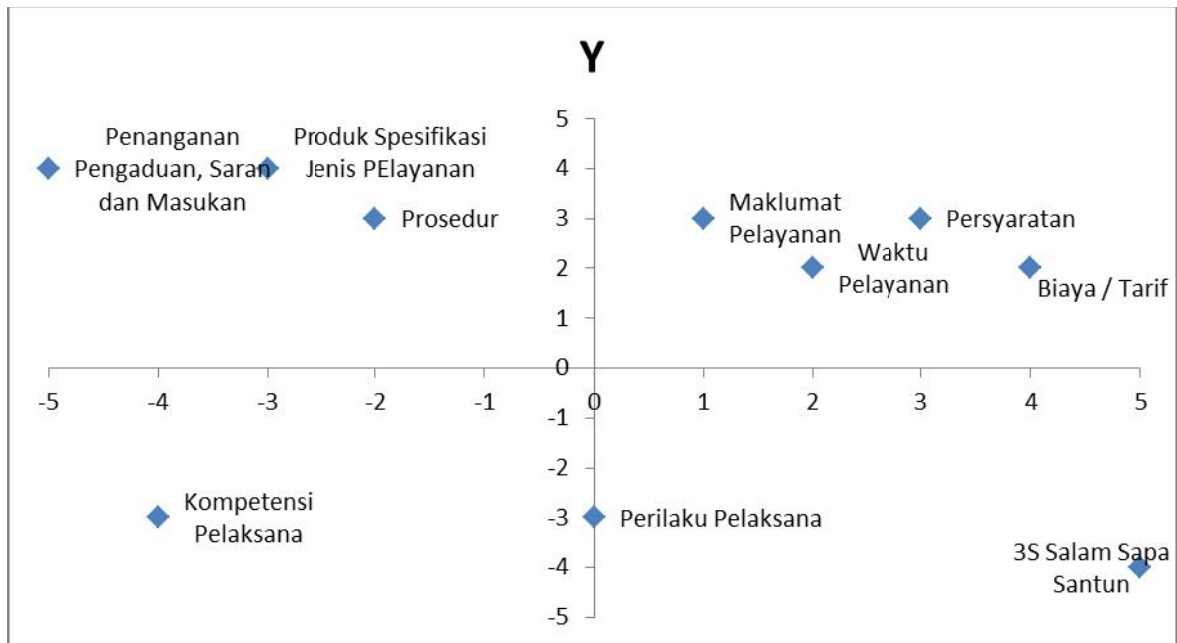 Y
5
Penanganan
Pengaduan, Saran
dan Masukan
Produk Spesifikasi
Jenis PElayanan
4
Prosedur
3
Maklumat
Pelayanan
Persyaratan
2
Waktu
Pelayanan
Biaya / Tarif
1
0
-5 -4 -3 -2 -1 0 1 2 3 4 5
-1
-2
Kompetensi
Pelaksana
-3
Perilaku Pelaksana
3S Salam Sapa
Santun
-4
-5